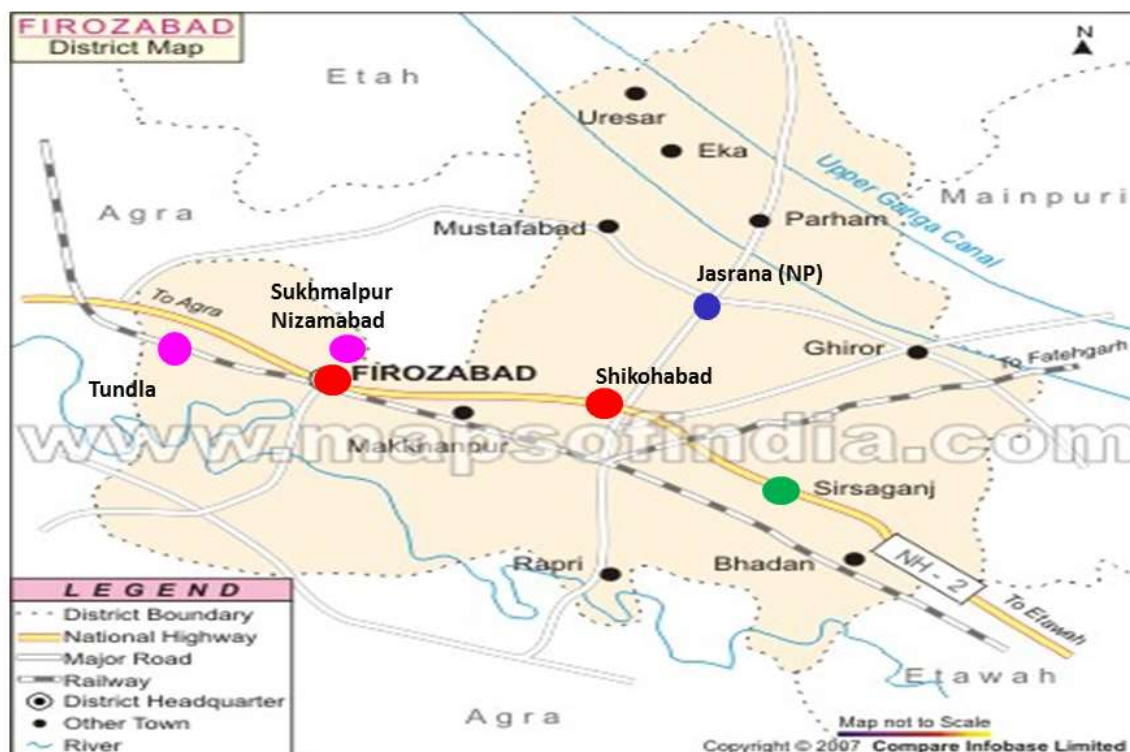 FIROZABAD
District Map
N
Etah
Uresar
Eka
Upper Ganga Canal
Mainpuri
Agra
Mustafabad
Parham
Jasrana (NP)
To Agra
Sukhmalpur
Nizamabad
Ghiror
To Fatehgarh
FIROZABAD
Shikohabad
Tundla
www.mapsofindia.com
Makknanpur
Sirsaganj
Rapri
Bhadan
NH - 2
To Etawah
Etawah
Agra
LEGEND
District Boundary
National Highway
Major Road
Railway
District Headquarter
Other Town
River
Map not to Scale
Copyright © 2007 Compare Infobase Limited